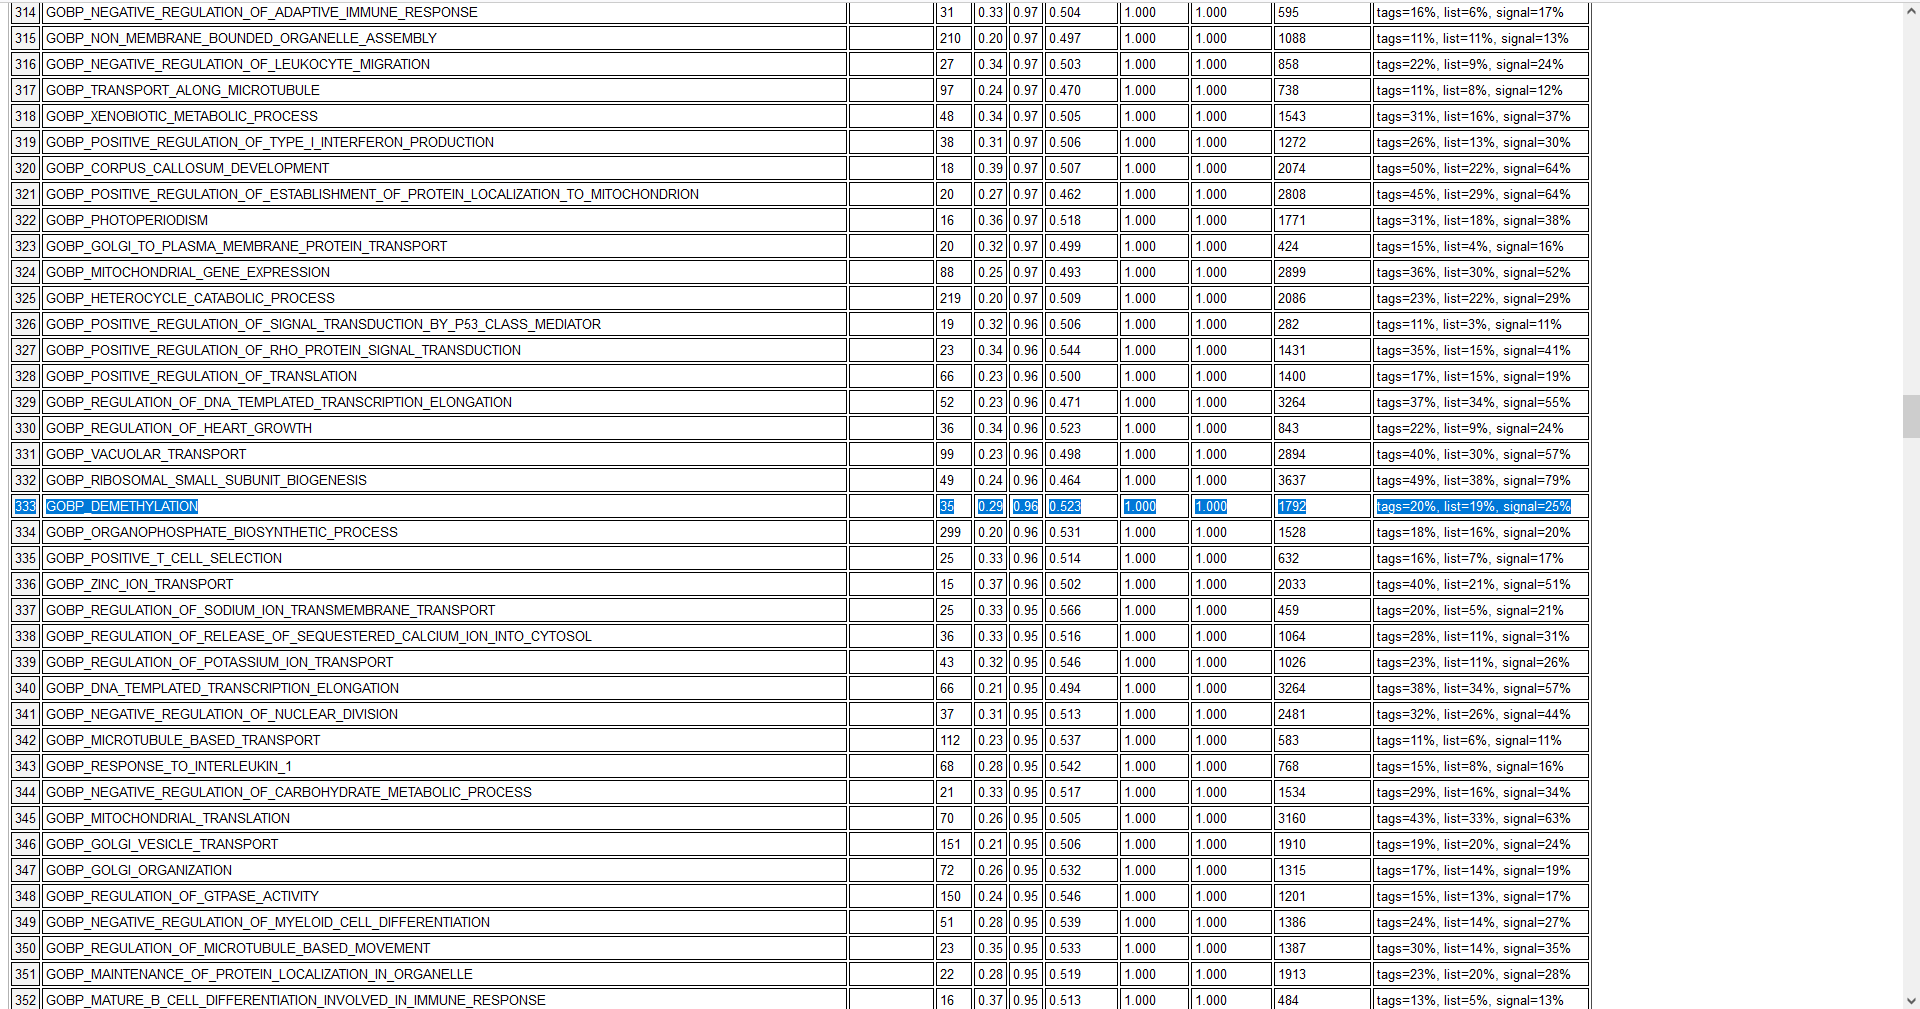 314 GOBP_NEGATIVE_REGULATION_OF_ADAPTIVE_IMMUNE_RESPONSE 31 0.33 0.97 0.504 1.000 1.000 595 tags=16%, list=6%, signal=17%
315 GOBP_NON_MEMBRANE_BOUNDED_ORGANELLE_ASSEMBLY 210 0.20 0.97 0.497 1.000 1.000 1088 tags=11%, list=11%, signal=13%
316 GOBP_NEGATIVE_REGULATION_OF_LEUKOCYTE_MIGRATION 27 0.34 0.97 0.503 1.000 1.000 858 tags=22%, list=9%, signal=24%
317 GOBP_TRANSPORT_ALONG_MICROTUBULE 97 0.24 0.97 0.470 1.000 1.000 738 tags=11%, list=8%, signal=12%
318 GOBP_XENOBIOTIC_METABOLIC_PROCESS 48 0.34 0.97 0.505 1.000 1.000 1543 tags=31%, list=16%, signal=37%
319 GOBP_POSITIVE_REGULATION_OF_TYPE_I_INTERFERON_PRODUCTION 38 0.31 0.97 0.506 1.000 1.000 1272 tags=26%, list=13%, signal=30%
320 GOBP_CORPUS_CALLOSUM_DEVELOPMENT 18 0.39 0.97 0.507 1.000 1.000 2074 tags=50%, list=22%, signal=64%
321 GOBP_POSITIVE_REGULATION_OF_ESTABLISHMENT_OF_PROTEIN_LOCALIZATION_TO_MITOCHONDRION 20 0.27 0.97 0.462 1.000 1.000 2808 tags=45%, list=29%, signal=64%
322 GOBP_PHOTOPERIODISM 16 0.36 0.97 0.518 1.000 1.000 1771 tags=31%, list=18%, signal=38%
323 GOBP_GOLGI_TO_PLASMA_MEMBRANE_PROTEIN_TRANSPORT 20 0.32 0.97 0.499 1.000 1.000 424 tags=15%, list=4%, signal=16%
324 GOBP_MITOCHONDRIAL_GENE_EXPRESSION 88 0.25 0.97 0.493 1.000 1.000 2899 tags=36%, list=30%, signal=52%
325 GOBP_HETEROCYCLE_CATABOLIC_PROCESS 219 0.20 0.97 0.509 1.000 1.000 2086 tags=23%, list=22%, signal=29%
326 GOBP_POSITIVE_REGULATION_OF_SIGNAL_TRANSDUCTION_BY_P53_CLASS_MEDIATOR 19 0.32 0.96 0.506 1.000 1.000 282 tags=11%, list=3%, signal=11%
327 GOBP_POSITIVE_REGULATION_OF_RHO_PROTEIN_SIGNAL_TRANSDUCTION 23 0.34 0.96 0.544 1.000 1.000 1431 tags=35%, list=15%, signal=41%
328 GOBP_POSITIVE_REGULATION_OF_TRANSLATION 66 0.23 0.96 0.500 1.000 1.000 1400 tags=17%, list=15%, signal=19%
329 GOBP_REGULATION_OF_DNA_TEMPLATED_TRANSCRIPTION_ELONGATION 52 0.23 0.96 0.471 1.000 1.000 3264 tags=37%, list=34%, signal=55%
330 GOBP_REGULATION_OF_HEART_GROWTH 36 0.34 0.96 0.523 1.000 1.000 843 tags=22%, list=9%, signal=24%
331 GOBP_VACUOLAR_TRANSPORT 99 0.23 0.96 0.498 1.000 1.000 2894 tags=40%, list=30%, signal=57%
332 GOBP_RIBOSOMAL_SMALL_SUBUNIT_BIOGENESIS 49 0.24 0.96 0.464 1.000 1.000 3637 tags=49%, list=38%, signal=79%
333 GOBP_DEMETHYLATION 35 0.29 0.96 0.523 1.000 1.000 1792 tags=20%, list=19%, signal=25%
334 GOBP_ORGANOPHOSPHATE_BIOSYNTHETIC_PROCESS 299 0.20 0.96 0.531 1.000 1.000 1528 tags=18%, list=16%, signal=20%
335 GOBP_POSITIVE_T_CELL_SELECTION 25 0.33 0.96 0.514 1.000 1.000 632 tags=16%, list=7%, signal=17%
336 GOBP_ZINC_ION_TRANSPORT 15 0.37 0.96 0.502 1.000 1.000 2033 tags=40%, list=21%, signal=51%
337 GOBP_REGULATION_OF_SODIUM_ION_TRANSMEMBRANE_TRANSPORT 25 0.33 0.95 0.566 1.000 1.000 459 tags=20%, list=5%, signal=21%
338 GOBP_REGULATION_OF_RELEASE_OF_SEQUESTERED_CALCIUM_ION_INTO_CYTOSOL 36 0.33 0.95 0.516 1.000 1.000 1064 tags=28%, list=11%, signal=31%
339 GOBP_REGULATION_OF_POTASSIUM_ION_TRANSPORT 43 0.32 0.95 0.546 1.000 1.000 1026 tags=23%, list=11%, signal=26%
340 GOBP_DNA_TEMPLATED_TRANSCRIPTION_ELONGATION 66 0.21 0.95 0.494 1.000 1.000 3264 tags=38%, list=34%, signal=57%
341 GOBP_NEGATIVE_REGULATION_OF_NUCLEAR_DIVISION 37 0.31 0.95 0.513 1.000 1.000 2481 tags=32%, list=26%, signal=44%
342 GOBP_MICROTUBULE_BASED_TRANSPORT 112 0.23 0.95 0.537 1.000 1.000 583 tags=11%, list=6%, signal=11%
343 GOBP_RESPONSE_TO_INTERLEUKIN_1 68 0.28 0.95 0.542 1.000 1.000 768 tags=15%, list=8%, signal=16%
344 GOBP_NEGATIVE_REGULATION_OF_CARBOHYDRATE_METABOLIC_PROCESS 21 0.33 0.95 0.517 1.000 1.000 1534 tags=29%, list=16%, signal=34%
345 GOBP_MITOCHONDRIAL_TRANSLATION 70 0.26 0.95 0.505 1.000 1.000 3160 tags=43%, list=33%, signal=63%
346 GOBP_GOLGI_VESICLE_TRANSPORT 151 0.21 0.95 0.506 1.000 1.000 1910 tags=19%, list=20%, signal=24%
347 GOBP_GOLGI_ORGANIZATION 72 0.26 0.95 0.532 1.000 1.000 1315 tags=17%, list=14%, signal=19%
348 GOBP_REGULATION_OF_GTPASE_ACTIVITY 150 0.24 0.95 0.546 1.000 1.000 1201 tags=15%, list=13%, signal=17%
349 GOBP_NEGATIVE_REGULATION_OF_MYELOID_CELL_DIFFERENTIATION 51 0.28 0.95 0.539 1.000 1.000 1386 tags=24%, list=14%, signal=27%
350 GOBP_REGULATION_OF_MICROTUBULE_BASED_MOVEMENT 23 0.35 0.95 0.533 1.000 1.000 1387 tags=30%, list=14%, signal=35%
351 GOBP_MAINTENANCE_OF_PROTEIN_LOCALIZATION_IN_ORGANELLE 22 0.28 0.95 0.519 1.000 1.000 1913 tags=23%, list=20%, signal=28%
352 GOBP_MATURE_B_CELL_DIFFERENTIATION_INVOLVED_IN_IMMUNE_RESPONSE 16 0.37 0.95 0.513 1.000 1.000 484 tags=13%, list=5%, signal=13%